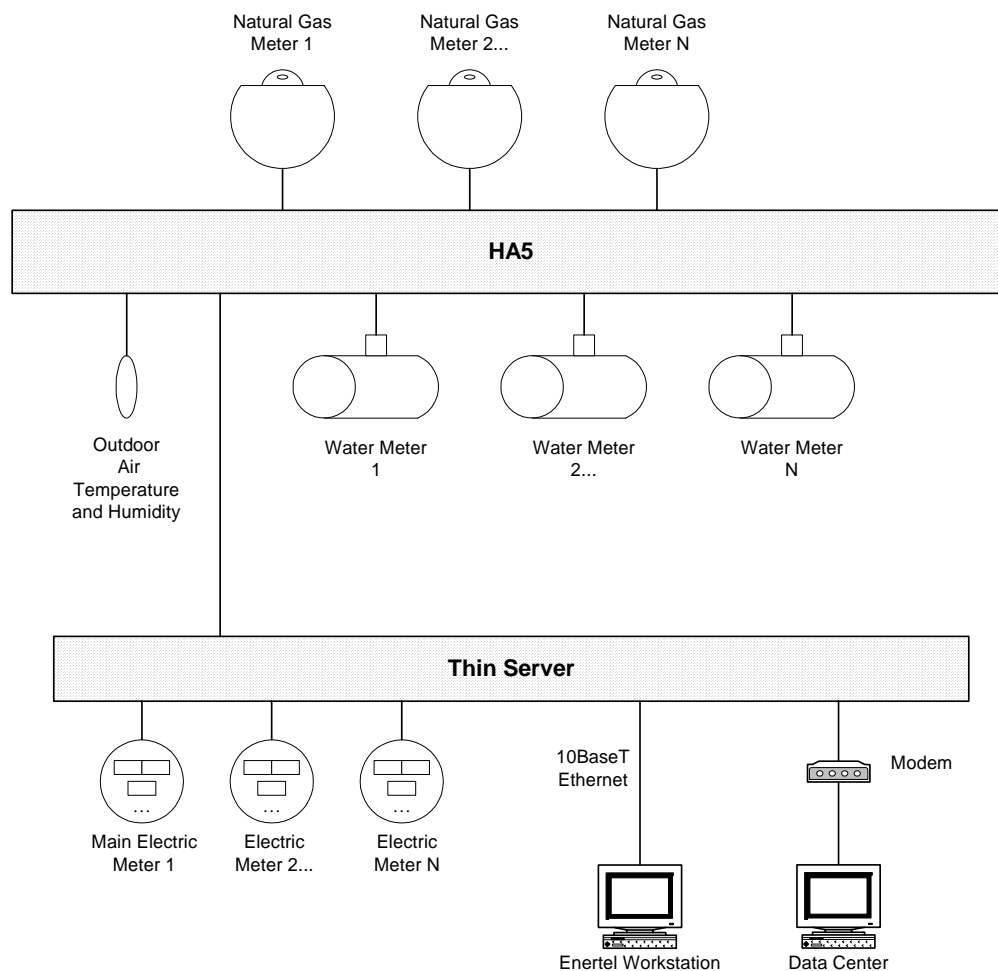 Natural Gas
Meter 1
Natural Gas
Meter 2...
Natural Gas
Meter N
HA5
Outdoor
Air
Temperature
and Humidity
Water Meter
1
Water Meter
2...
Water Meter
N
Thin Server
Main Electric
Meter 1
Electric
Meter 2...
Electric
Meter N
10BaseT
Ethernet
Modem
Enertel Workstation
Data Center